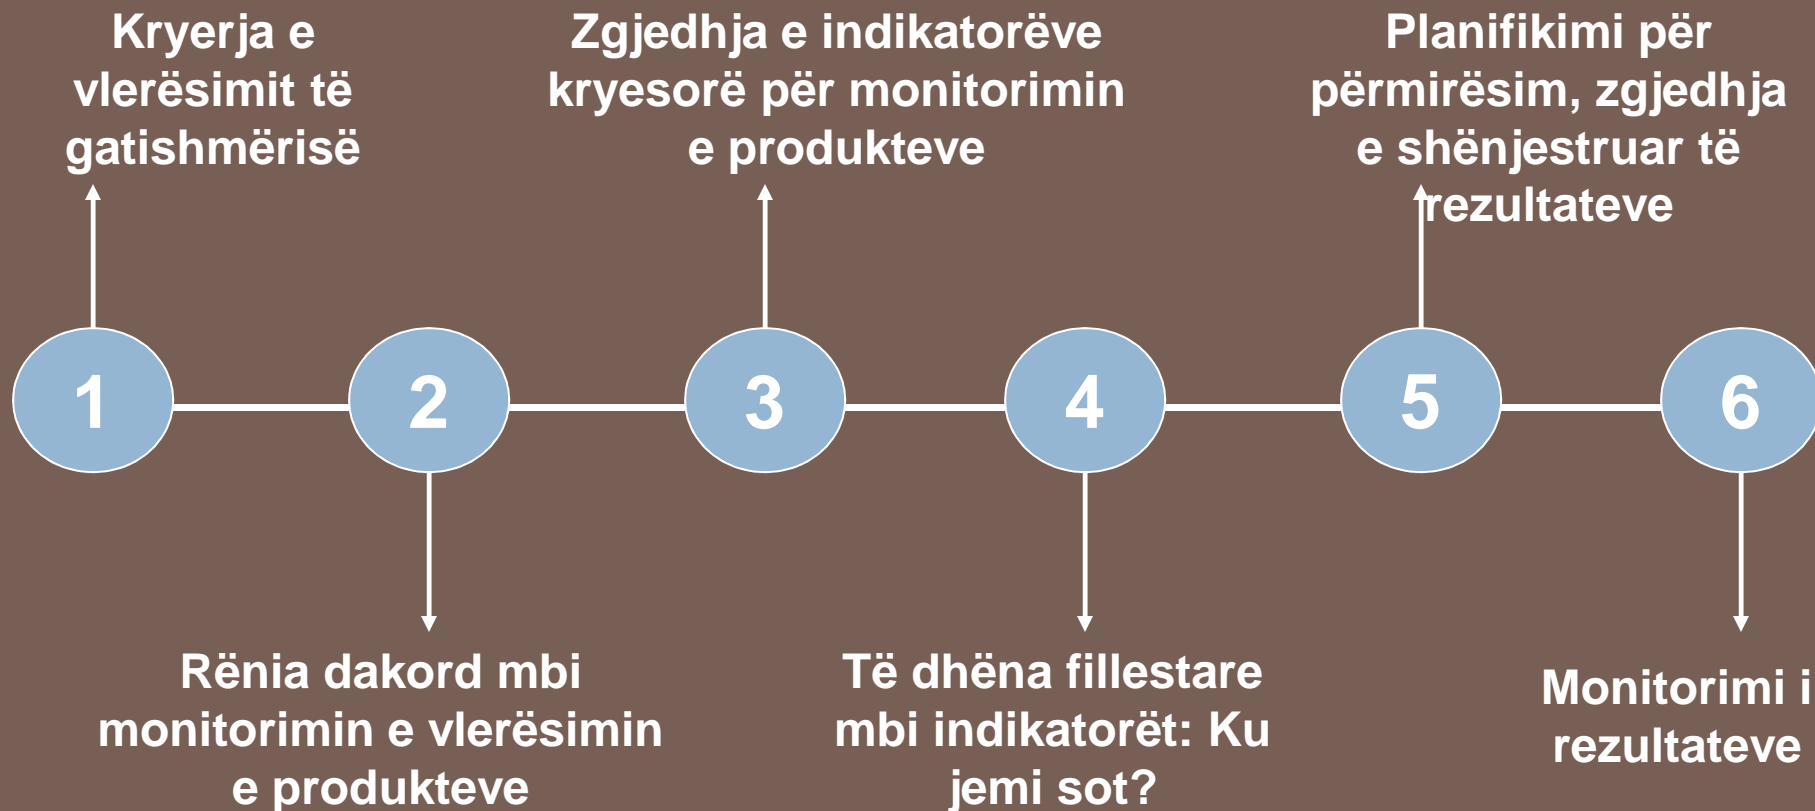 Kryerja e
vlerësimit të
gatishmërisë
Zgjedhja e indikatorëve
kryesorë për monitorimin
e produkteve
Planifikimi për
përmirësim, zgjedhja
e shënjestruar të
rezultateve
1
2
3
4
5
6
Rënia dakord mbi
monitorimin e vlerësimin
e produkteve
Të dhëna fillestare
mbi indikatorët: Ku
jemi sot?
Monitorimi i
rezultateve